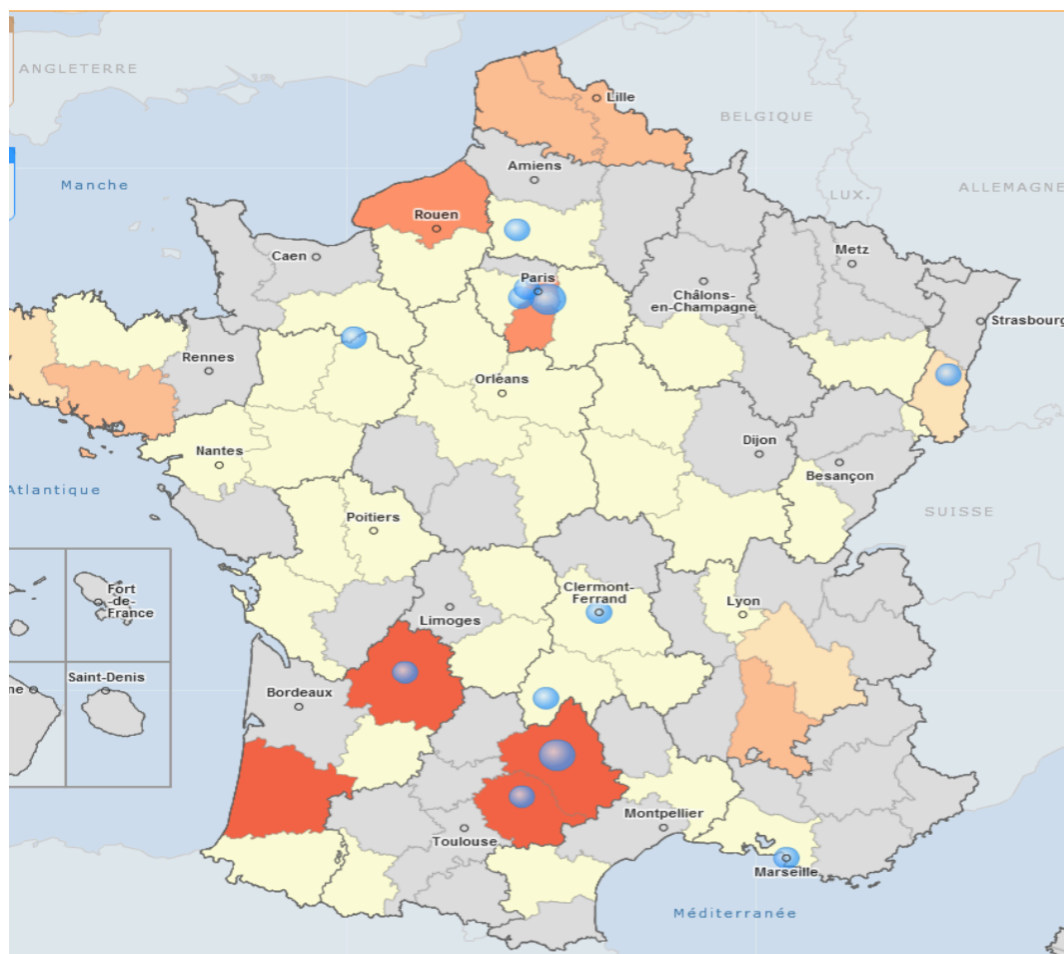 ANGLETERRE
Lille
BELGIQUE
Amiens
Manche
LUX.
ALLEMAGNE
Rouen
Caen
Metz
Paris
Châlons-
en-Champagne
Strasbourg
Rennes
Orléans
Dijon
Nantes
Besançon
Atlantique
SUISSE
Poitiers
Fort
-de-
France
Clermont-
Ferrand
Lyon
Limoges
Saint-Denis
ne
Bordeaux
Montpellier
Toulouse
Marseille
Méditerranée